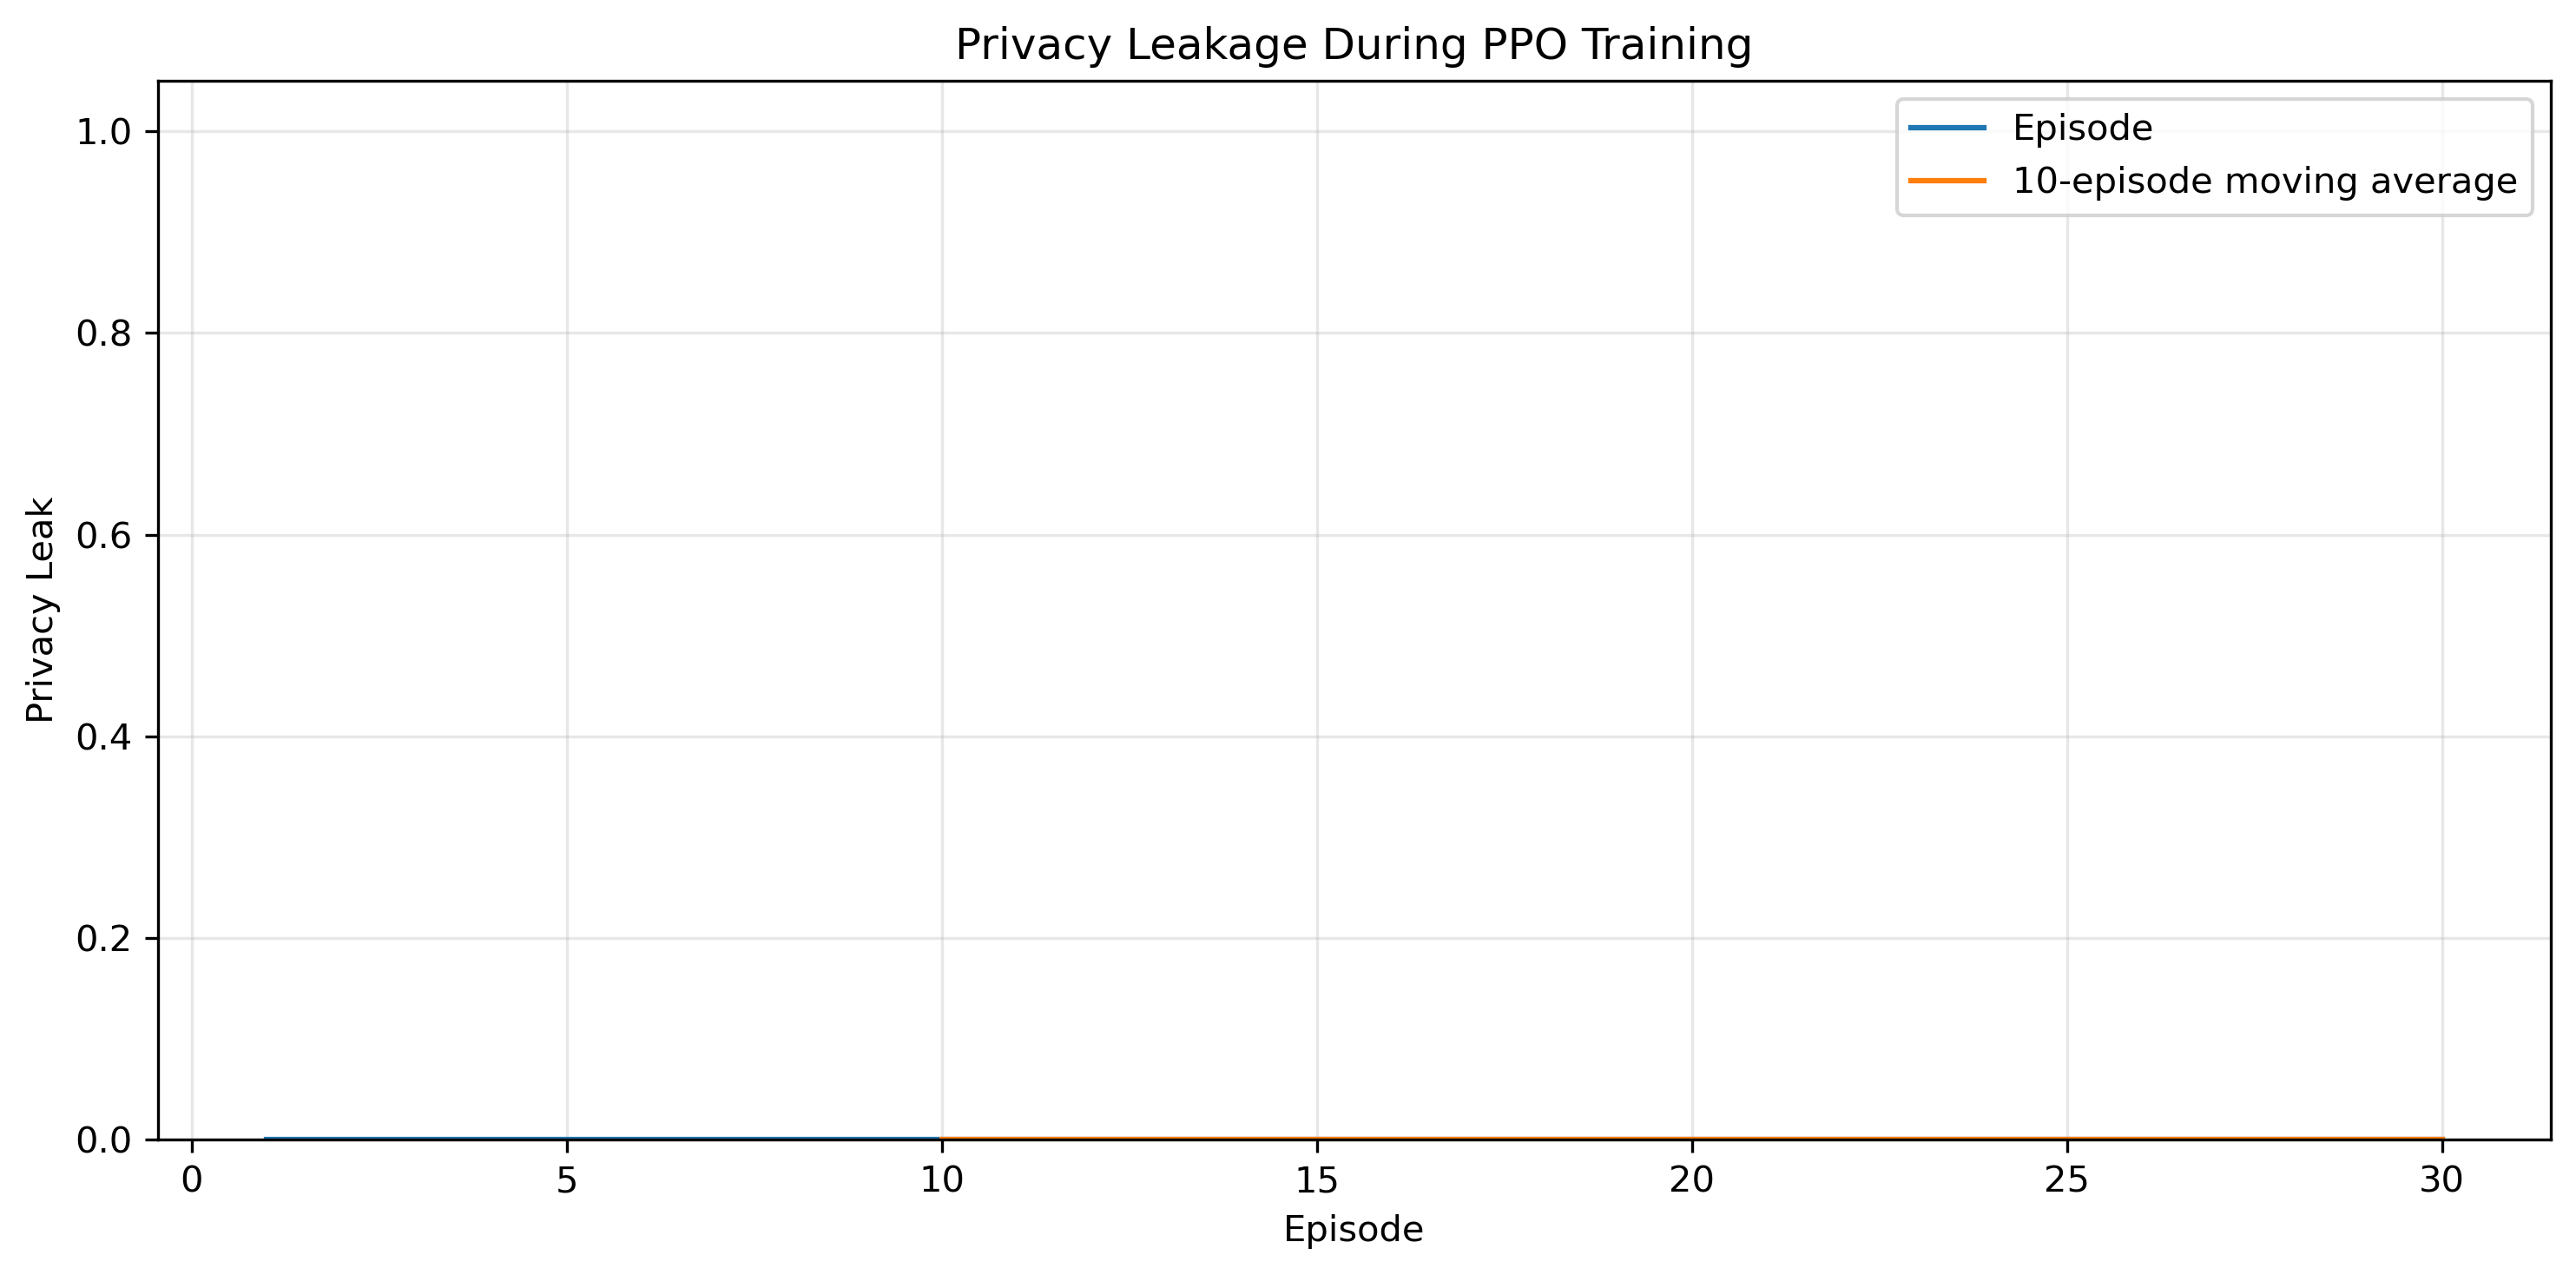 Privacy Leakage During PPO Training
Episode
10-episode moving average
1.0
0.8
0.6
0.4
0.2
0.0
Privacy Leak
0 5 10 15 20 25 30
Episode